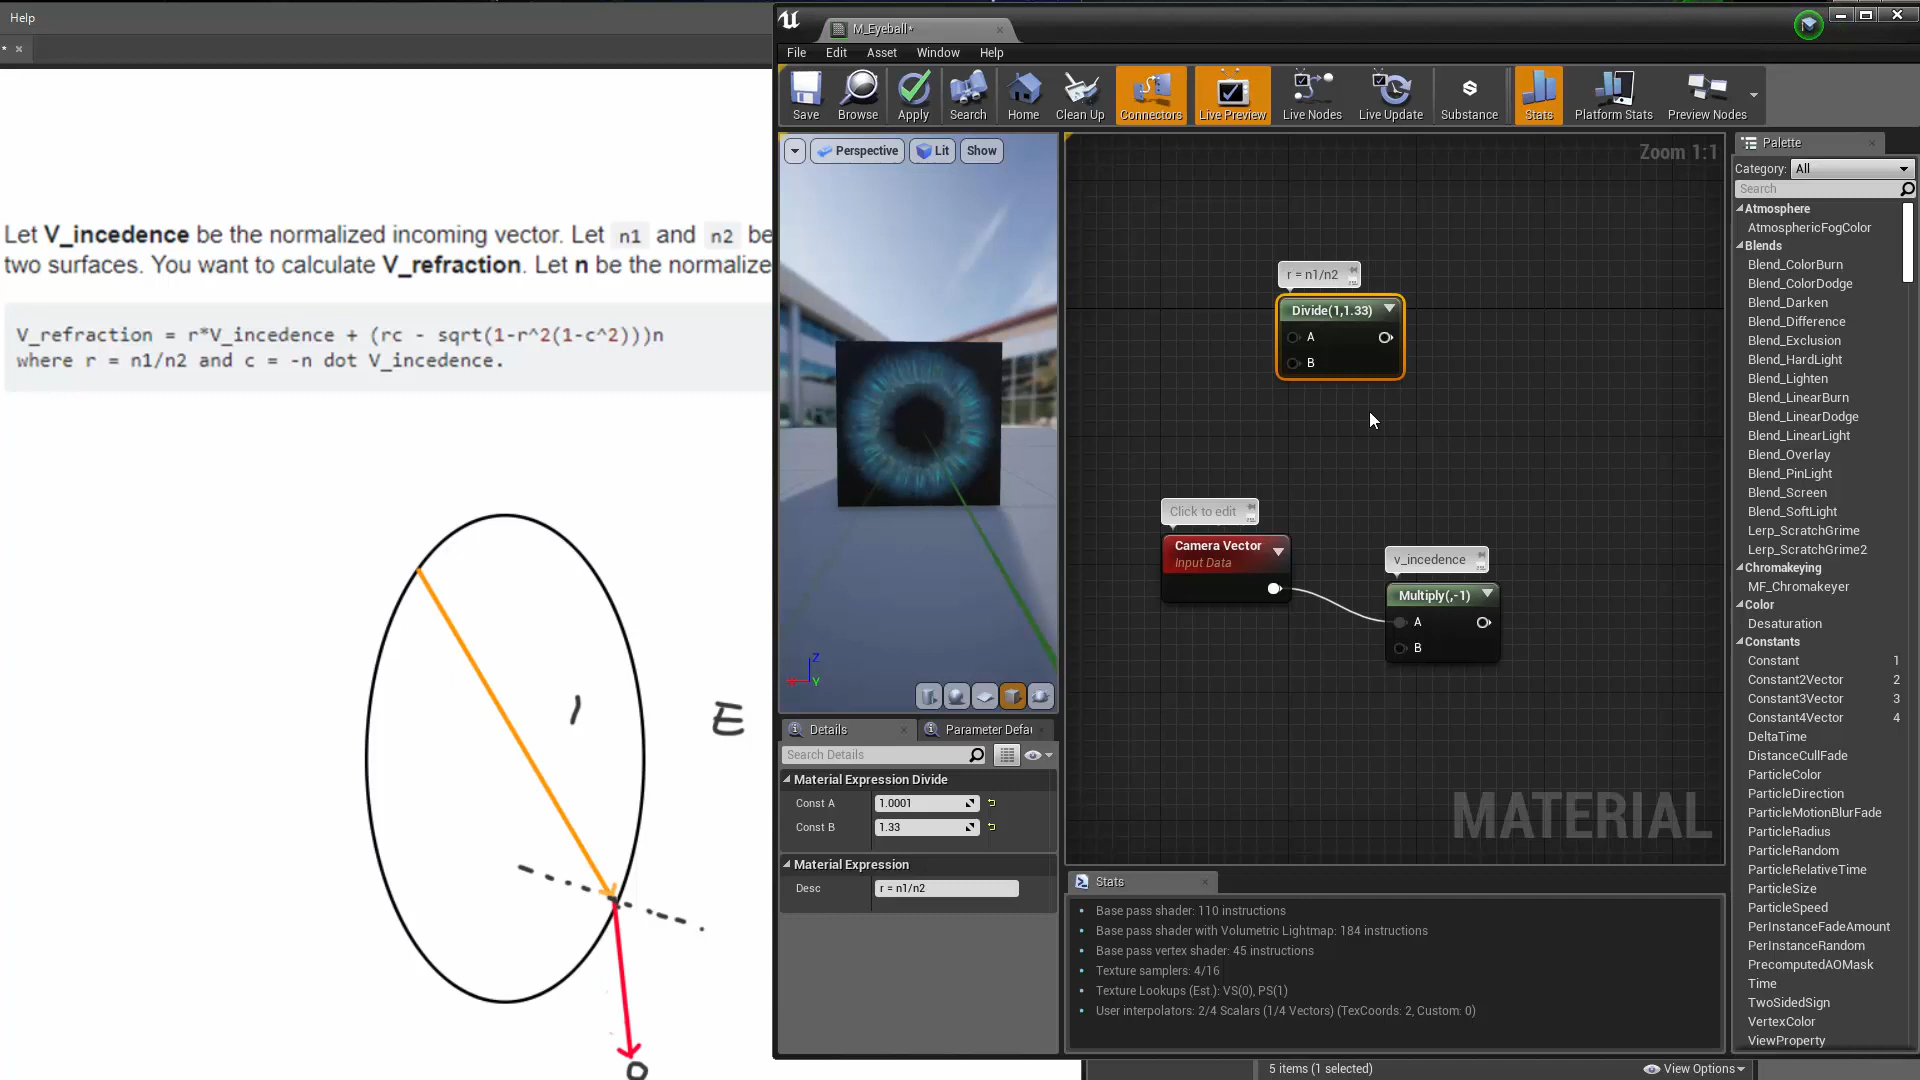 Help
M_Eyeball*
File Edit Asset Window Help
Save Browse Apply Search Home Clean Up Connectors Live Preview Live Nodes Live Update Substance Stats Platform Stats Preview Nodes
Perspective Lit Show
Zoom 1:1
Palette
Category: All
Search
Atmosphere
AtmosphericFogColor
Blends
Blend_ColorBurn
Blend_ColorDodge
Blend_Darken
Blend_Difference
Blend_Exclusion
Blend_HardLight
Blend_Lighten
Blend_LinearBurn
Blend_LinearDodge
Blend_LinearLight
Blend_Overlay
Blend_PinLight
Blend_Screen
Blend_SoftLight
Lerp_ScratchGrime
Lerp_ScratchGrime2
Chromakeying
MF_Chromakeyer
Color
Desaturation
Constants
Constant 1
Constant2Vector 2
Constant3Vector 3
Constant4Vector 4
DeltaTime
DistanceCullFade
ParticleColor
ParticleDirection
ParticleMotionBlurFade
ParticleRadius
ParticleRandom
ParticleRelativeTime
ParticleSize
ParticleSpeed
PerInstanceFadeAmount
PerInstanceRandom
PrecomputedAOMask
Time
TwoSidedSign
VertexColor
ViewProperty
Let V_incedence be the normalized incoming vector. Let n1 and n2 be
two surfaces. You want to calculate V_refraction. Let n be the normalize
V_refraction = r*V_incedence + (rc - sqrt(1-r^2(1-c^2)))n
where r = n1/n2 and c = -n dot V_incedence.
I
E
O
r = n1/n2
Divide(1,1.33)
A
B
Click to edit
Camera Vector
Input Data
v_incedence
Multiply(,-1)
A
B
MATERIAL
Z
Y
Details Parameter Defau
Search Details
Material Expression Divide
Const A 1.0001
Const B 1.33
Material Expression
Desc r = n1/n2
Stats
Base pass shader: 110 instructions
Base pass shader with Volumetric Lightmap: 184 instructions
Base pass vertex shader: 45 instructions
Texture samplers: 4/16
Texture Lookups (Est.): VS(0), PS(1)
User interpolators: 2/4 Scalars (1/4 Vectors) (TexCoords: 2, Custom: 0)
5 items (1 selected)
View Options